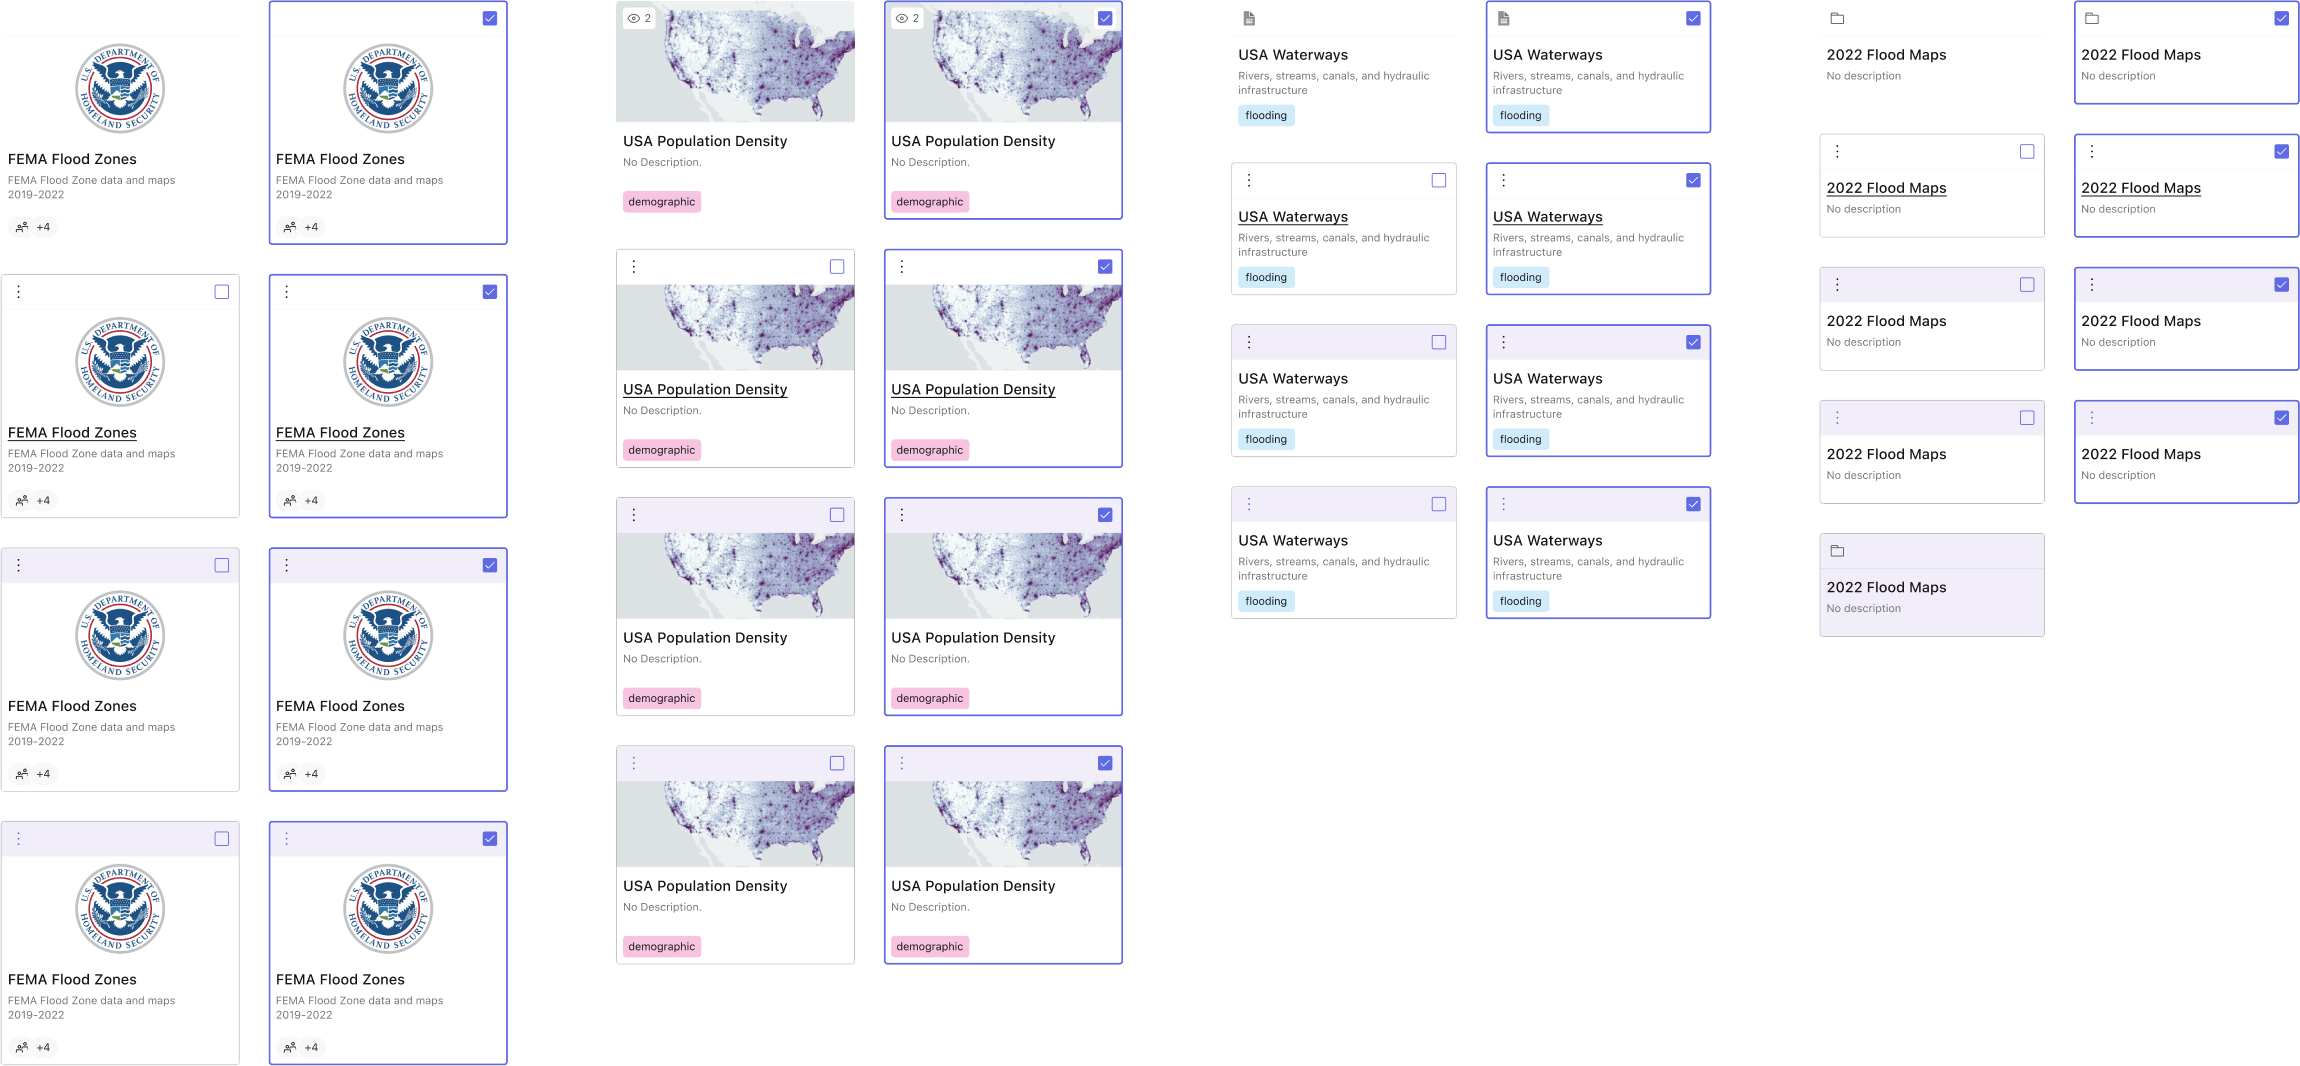 U.S. DEPARTMENT OF HOMELAND SECURITY
FEMA Flood Zones
FEMA Flood Zone data and maps
2019-2022
+4
U.S. DEPARTMENT OF HOMELAND SECURITY
FEMA Flood Zones
FEMA Flood Zone data and maps
2019-2022
+4
U.S. DEPARTMENT OF HOMELAND SECURITY
FEMA Flood Zones
FEMA Flood Zone data and maps
2019-2022
+4
U.S. DEPARTMENT OF HOMELAND SECURITY
FEMA Flood Zones
FEMA Flood Zone data and maps
2019-2022
+4
U.S. DEPARTMENT OF HOMELAND SECURITY
FEMA Flood Zones
FEMA Flood Zone data and maps
2019-2022
+4
U.S. DEPARTMENT OF HOMELAND SECURITY
FEMA Flood Zones
FEMA Flood Zone data and maps
2019-2022
+4
U.S. DEPARTMENT OF HOMELAND SECURITY
FEMA Flood Zones
FEMA Flood Zone data and maps
2019-2022
+4
U.S. DEPARTMENT OF HOMELAND SECURITY
FEMA Flood Zones
FEMA Flood Zone data and maps
2019-2022
+4
2
USA Population Density
No Description.
demographic
2
USA Population Density
No Description.
demographic
USA Population Density
No Description.
demographic
USA Population Density
No Description.
demographic
USA Population Density
No Description.
demographic
USA Population Density
No Description.
demographic
USA Population Density
No Description.
demographic
USA Population Density
No Description.
demographic
USA Waterways
Rivers, streams, canals, and hydraulic
infrastructure
flooding
USA Waterways
Rivers, streams, canals, and hydraulic
infrastructure
flooding
USA Waterways
Rivers, streams, canals, and hydraulic
infrastructure
flooding
USA Waterways
Rivers, streams, canals, and hydraulic
infrastructure
flooding
USA Waterways
Rivers, streams, canals, and hydraulic
infrastructure
flooding
USA Waterways
Rivers, streams, canals, and hydraulic
infrastructure
flooding
USA Waterways
Rivers, streams, canals, and hydraulic
infrastructure
flooding
USA Waterways
Rivers, streams, canals, and hydraulic
infrastructure
flooding
2022 Flood Maps
No description
2022 Flood Maps
No description
2022 Flood Maps
No description
2022 Flood Maps
No description
2022 Flood Maps
No description
2022 Flood Maps
No description
2022 Flood Maps
No description
2022 Flood Maps
No description
2022 Flood Maps
No description